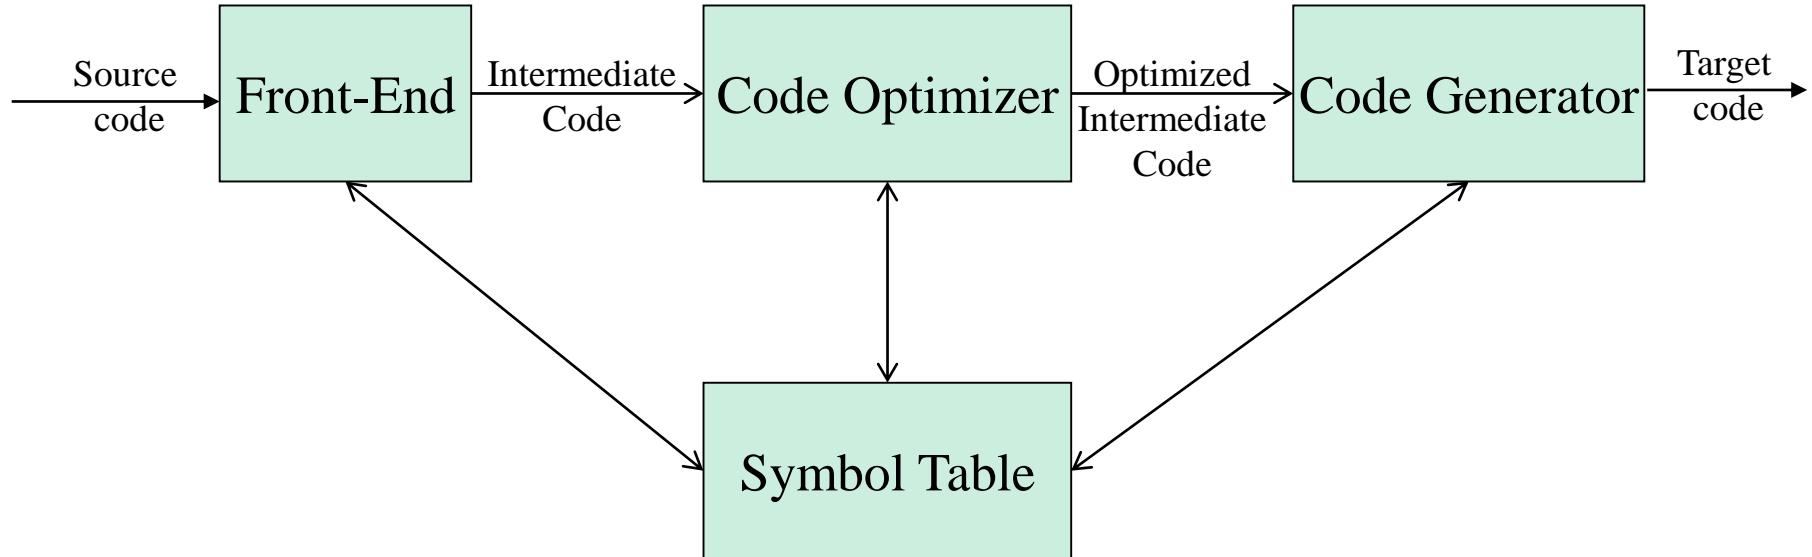 Source
code
Front-End
Intermediate
Code
Code Optimizer
Optimized
Intermediate
Code
Code Generator
Target
code
Symbol Table